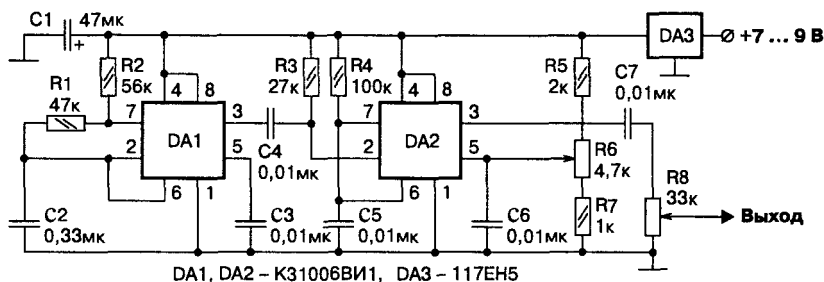 C1
47мк
+
DA3
+7 ... 9 В
R1
47к
R2
56к
4
8
7
3
2
DA1
5
6
1
C2
0,33мк
C3
0,01мк
C4
0,01мк
R3
27к
R4
100к
4
8
7
3
2
DA2
5
6
1
C5
0,01мк
C6
0,01мк
R5
2к
R6
4,7к
R7
1к
C7
0,01мк
R8
33к
Выход
DA1, DA2 – К31006ВИ1, DA3 – 117ЕН5